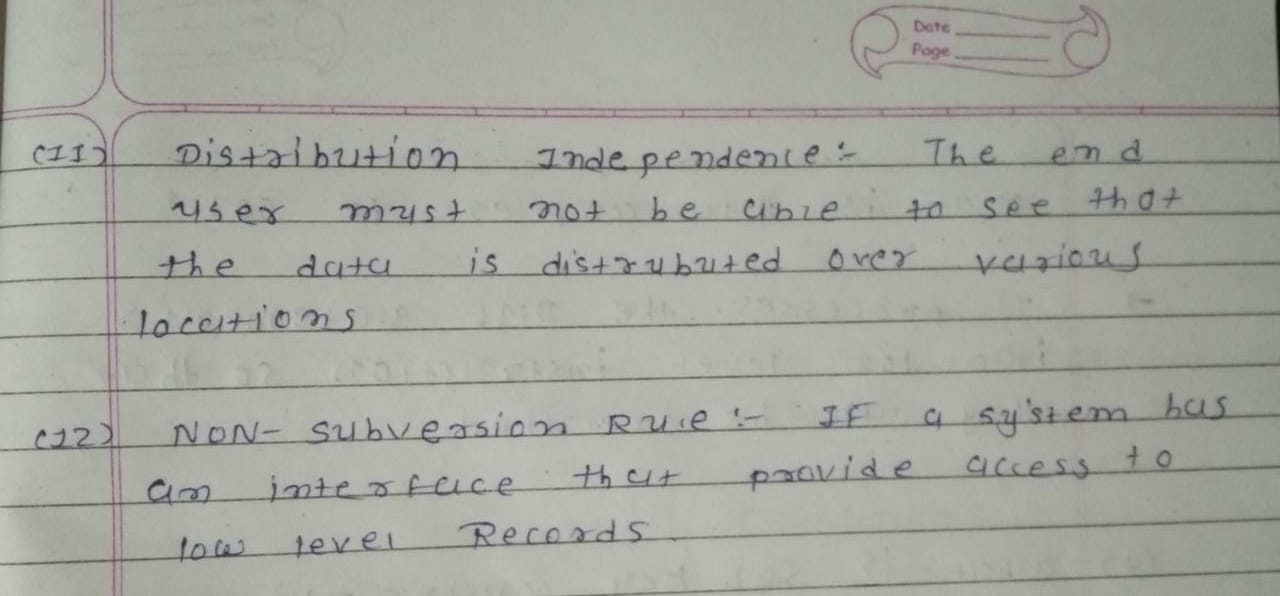 Date
Page
(11) Distribution Independence :- The end
user must not be able to see that
the data is distrubuted over various
locations
(12) NON- subversion Rule :- IF a system has
an interface that provide access to
low level Records